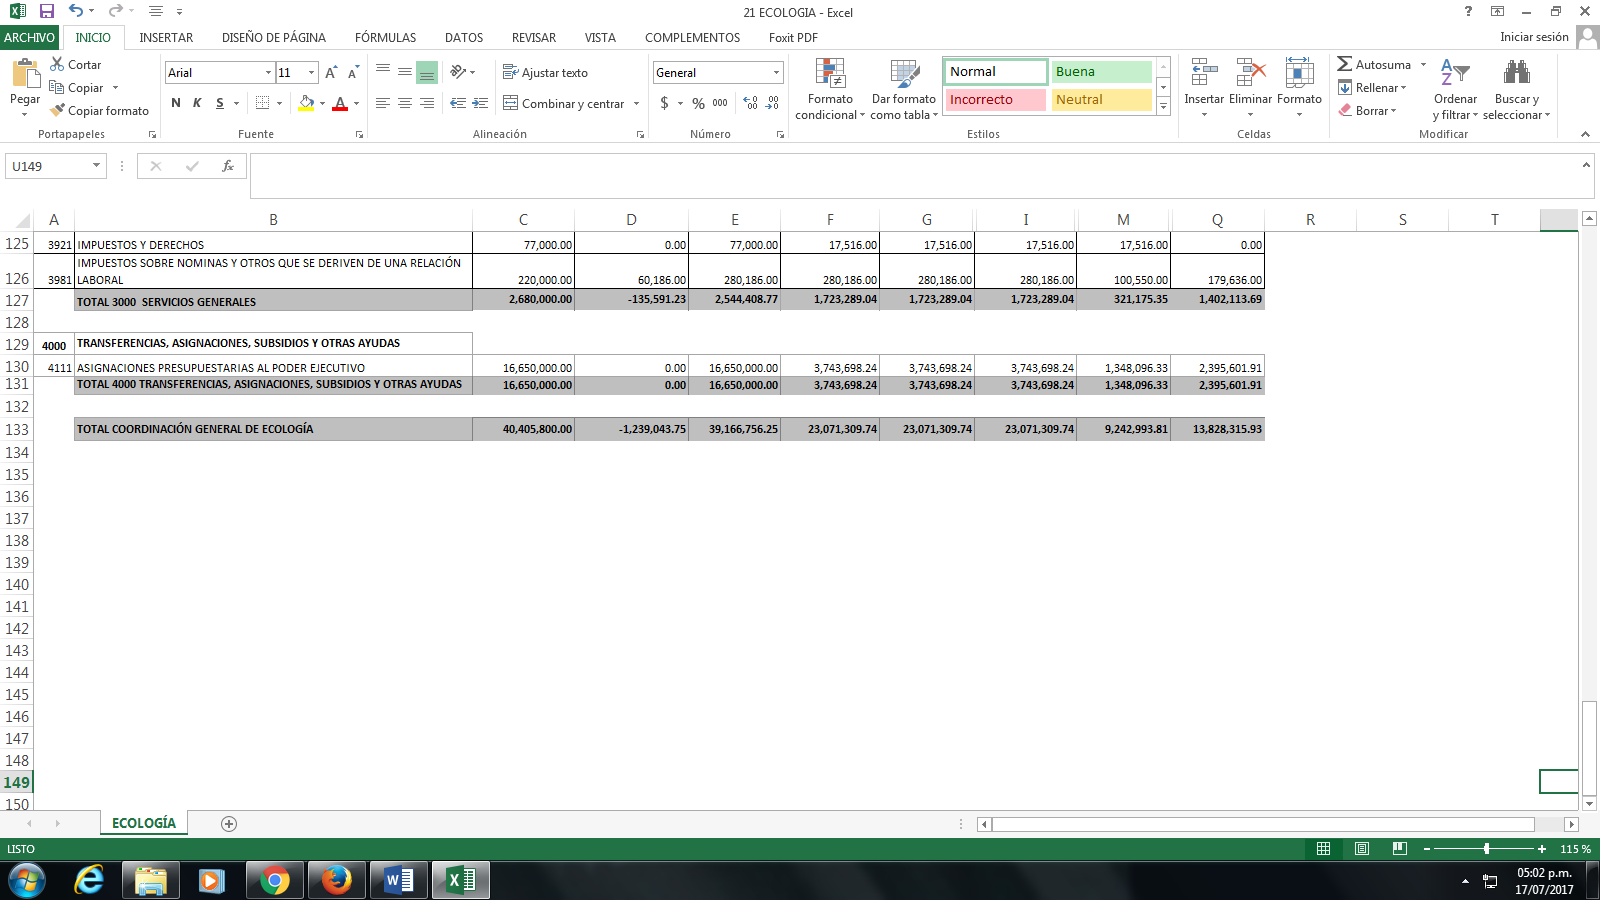 21 ECOLOGIA - Excel
ARCHIVO INICIO INSERTAR DISEÑO DE PÁGINA FÓRMULAS DATOS REVISAR VISTA COMPLEMENTOS Foxit PDF Iniciar sesión
Pegar
Cortar
Copiar
Copiar formato
Portapapeles
Arial 11
N K S
Fuente
Ajustar texto
Combinar y centrar
Alineación
General
$ % 000
Número
Formato condicional
Dar formato como tabla
Normal Buena
Incorrecto Neutral
Estilos
Insertar Eliminar Formato
Celdas
Autosuma
Rellenar
Borrar
Ordenar y filtrar
Buscar y seleccionar
Modificar
U149 fx
A B C D E F G I M Q R S T
125 3921 IMPUESTOS Y DERECHOS 77,000.00 0.00 77,000.00 17,516.00 17,516.00 17,516.00 17,516.00 0.00
IMPUESTOS SOBRE NOMINAS Y OTROS QUE SE DERIVEN DE UNA RELACIÓN
126 3981 LABORAL 220,000.00 60,186.00 280,186.00 280,186.00 280,186.00 280,186.00 100,550.00 179,636.00
127 TOTAL 3000 SERVICIOS GENERALES 2,680,000.00 -135,591.23 2,544,408.77 1,723,289.04 1,723,289.04 1,723,289.04 321,175.35 1,402,113.69
128
129 4000 TRANSFERENCIAS, ASIGNACIONES, SUBSIDIOS Y OTRAS AYUDAS
130 4111 ASIGNACIONES PRESUPUESTARIAS AL PODER EJECUTIVO 16,650,000.00 0.00 16,650,000.00 3,743,698.24 3,743,698.24 3,743,698.24 1,348,096.33 2,395,601.91
131 TOTAL 4000 TRANSFERENCIAS, ASIGNACIONES, SUBSIDIOS Y OTRAS AYUDAS 16,650,000.00 0.00 16,650,000.00 3,743,698.24 3,743,698.24 3,743,698.24 1,348,096.33 2,395,601.91
132
133 TOTAL COORDINACIÓN GENERAL DE ECOLOGÍA 40,405,800.00 -1,239,043.75 39,166,756.25 23,071,309.74 23,071,309.74 23,071,309.74 9,242,993.81 13,828,315.93
134
135
136
137
138
139
140
141
142
143
144
145
146
147
148
149
150
ECOLOGÍA
LISTO 115 %
05:02 p.m.
17/07/2017